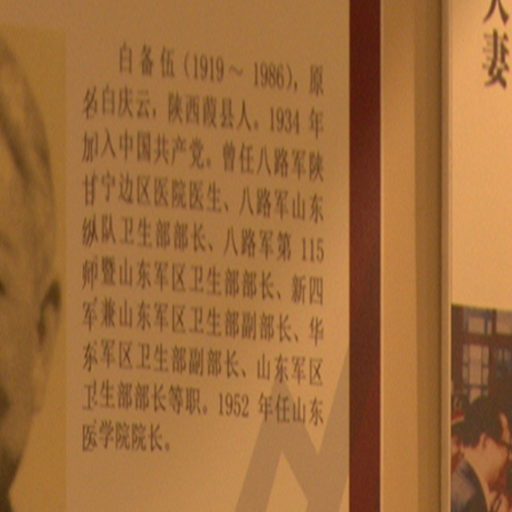 白备伍（1919～ 1986），原
名白庆云，陕西葭县人。1934 年
加入中国共产党。曾任八路军陕
甘宁边区医院医生、八路军山东
纵队卫生部部长、八路军第 115
师暨山东军区卫生部部长、新四
军兼山东军区卫生部副部长、华
东军区卫生部副部长、山东军区
卫生部部长等职。1952 年任山东
医学院院长。
人
妻